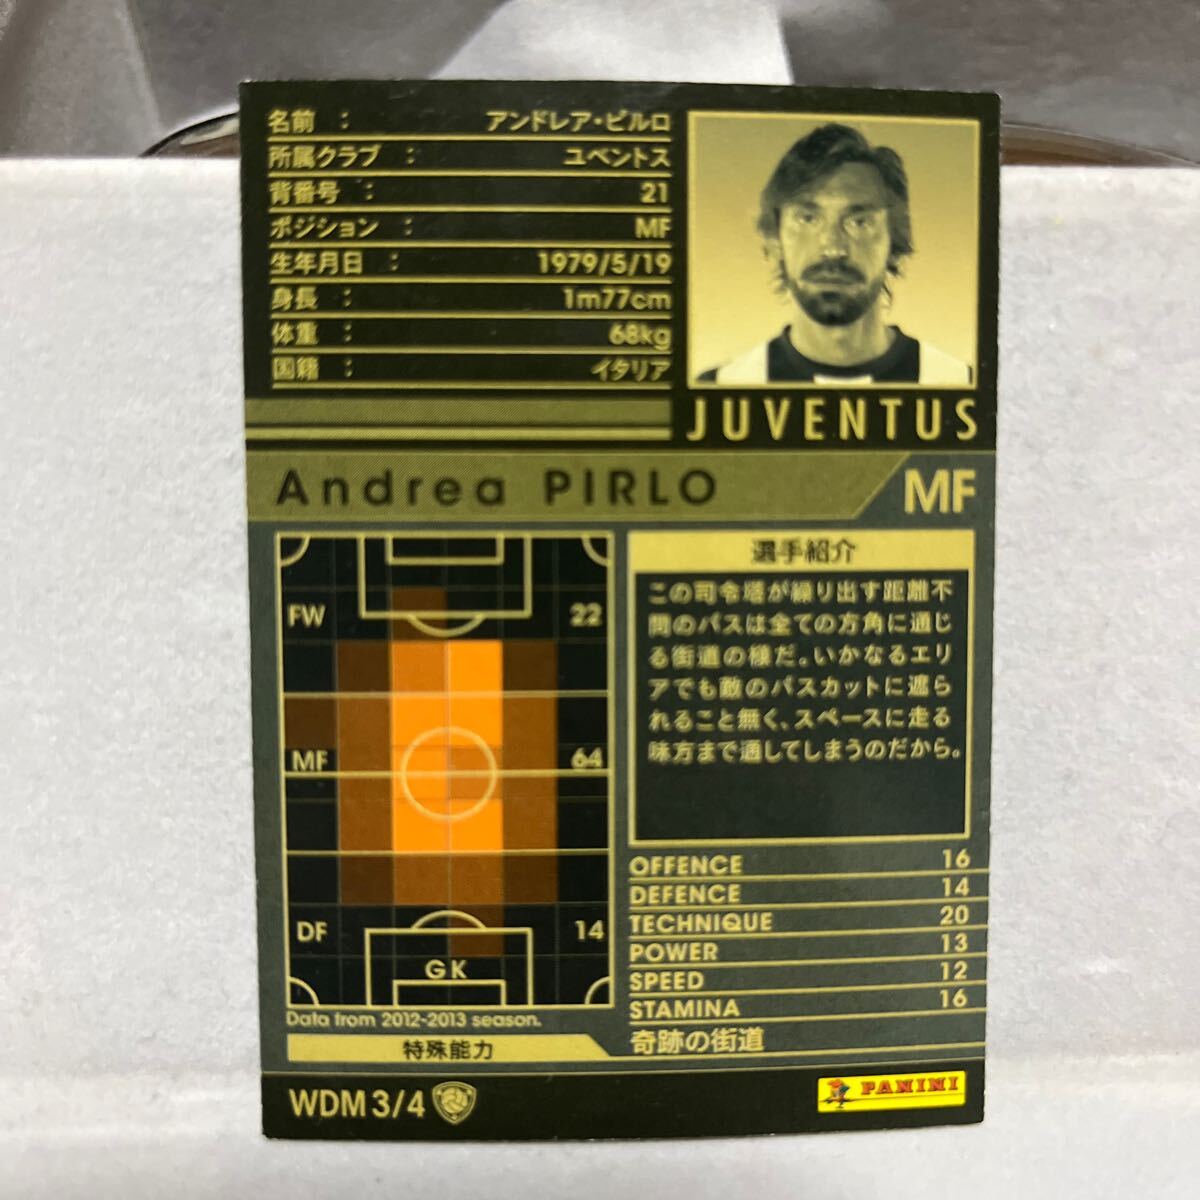 名前 : アンドレア・ピルロ
所属クラブ : ユベントス
背番号 : 21
ポジション : MF
生年月日 : 1979/5/19
身長 : 1m77cm
体重 : 68kg
国籍 : イタリア
JUVENTUS
Andrea PIRLO MF
FW 22
MF 64
DF 14
GK
Data from 2012-2013 season.
選手紹介
この司令塔が繰り出す距離不
問のパスは全ての方角に通じ
る街道の様だ。いかなるエリ
アでも敵のパスカットに遮ら
れること無く、スペースに走る
味方まで通してしまうのだから。
OFFENCE 16
DEFENCE 14
TECHNIQUE 20
POWER 13
SPEED 12
STAMINA 16
特殊能力 奇跡の街道
WDM 3/4
PANINI